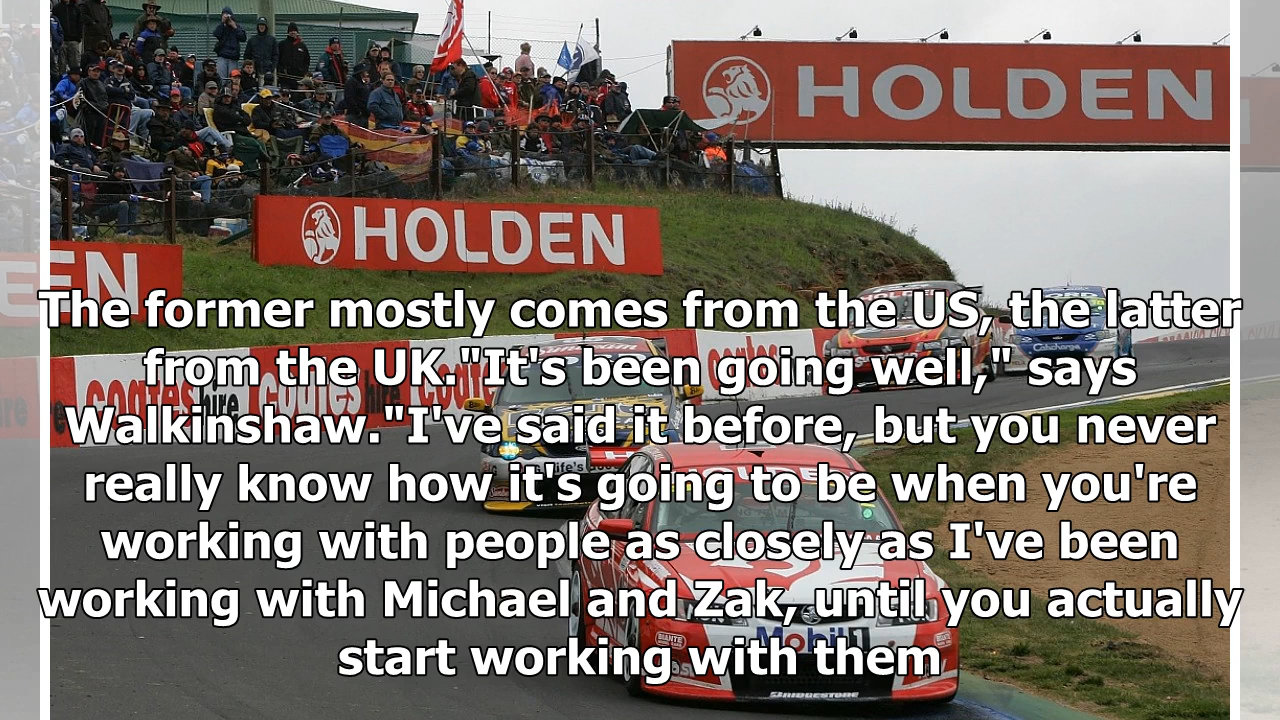 HOLDEN
HOLDEN
EN
The former mostly comes from the US, the latter
from the UK."It's been going well," says
Walkinshaw."I've said it before, but you never
really know how it's going to be when you're
working with people as closely as I've been
working with Michael and Zak, until you actually
start working with them
Mobil 1
BRIDGESTONE